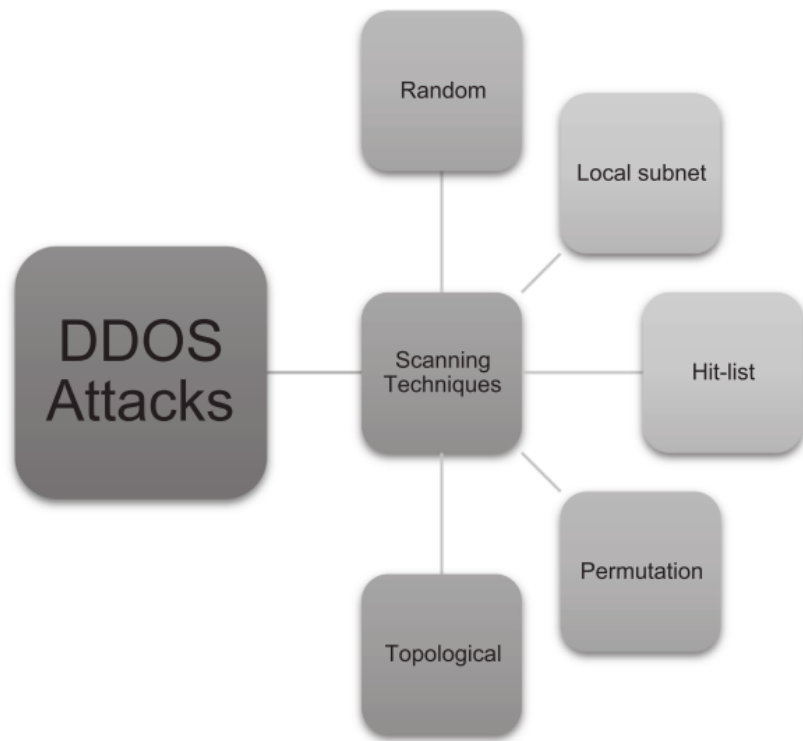 Random
Local subnet
DDOS
Attacks
Scanning
Techniques
Hit-list
Permutation
Topological